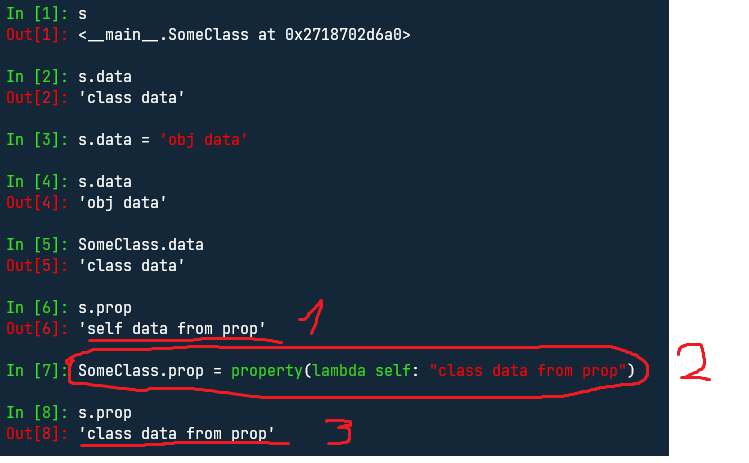 In [1]: s
Out[1]: <__main__.SomeClass at 0x2718702d6a0>
In [2]: s.data
Out[2]: 'class data'
In [3]: s.data = 'obj data'
In [4]: s.data
Out[4]: 'obj data'
In [5]: SomeClass.data
Out[5]: 'class data'
In [6]: s.prop
Out[6]: 'self data from prop'
1
In [7]: SomeClass.prop = property(lambda self: "class data from prop")
2
In [8]: s.prop
Out[8]: 'class data from prop'
3